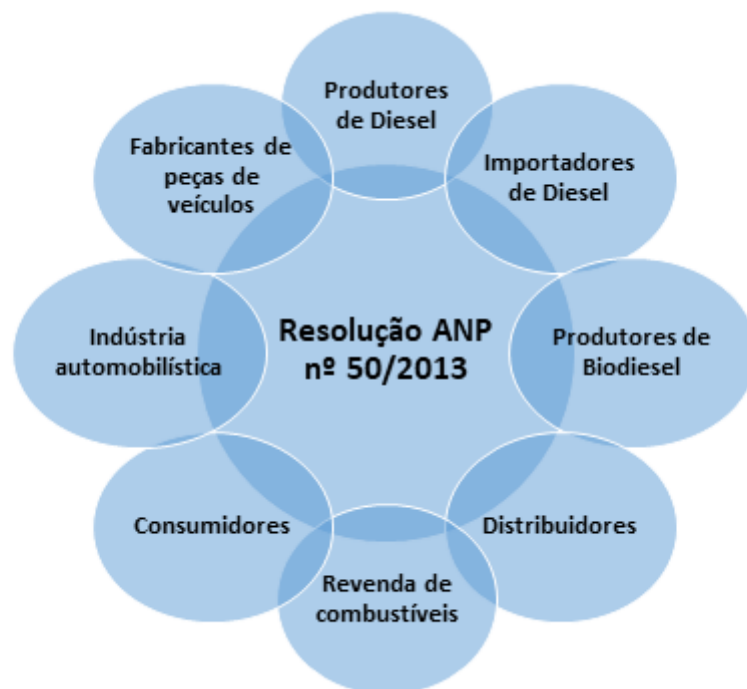 Produtores
de Diesel
Importadores
de Diesel
Produtores de
Biodiesel
Distribuidores
Revenda de
combustíveis
Consumidores
Indústria
automobilística
Fabricantes de
peças de
veículos
Resolução ANP
nº 50/2013